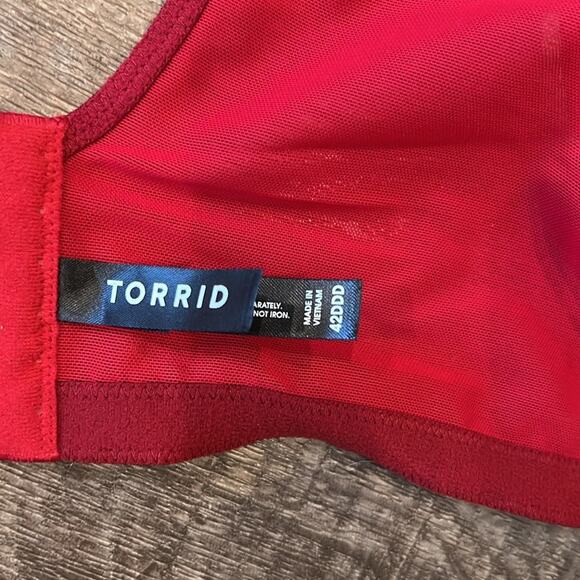 TORRID
ARATELY.
NOT IRON.
MADE IN
VIETNAM
42DDD